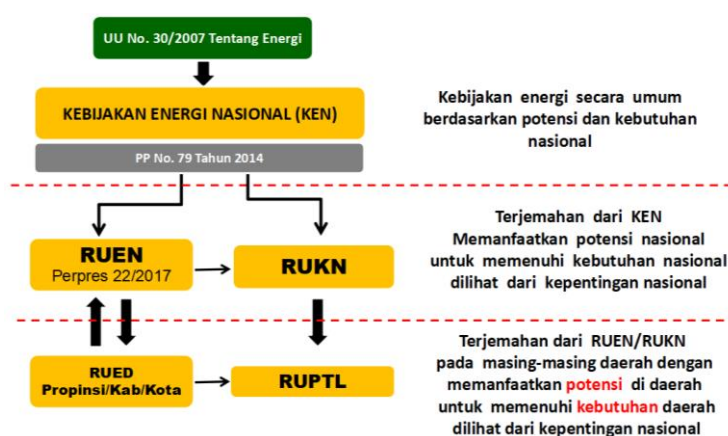 UU No. 30/2007 Tentang Energi
KEBIJAKAN ENERGI NASIONAL (KEN)
PP No. 79 Tahun 2014
Kebijakan energi secara umum
berdasarkan potensi dan kebutuhan
nasional
RUEN
Perpres 22/2017
RUKN
Terjemahan dari KEN
Memanfaatkan potensi nasional
untuk memenuhi kebutuhan nasional
dilihat dari kepentingan nasional
RUED
Propinsi/Kab/Kota
RUPTL
Terjemahan dari RUEN/RUKN
pada masing-masing daerah dengan
memanfaatkan potensi di daerah
untuk memenuhi kebutuhan daerah
dilihat dari kepentingan nasional